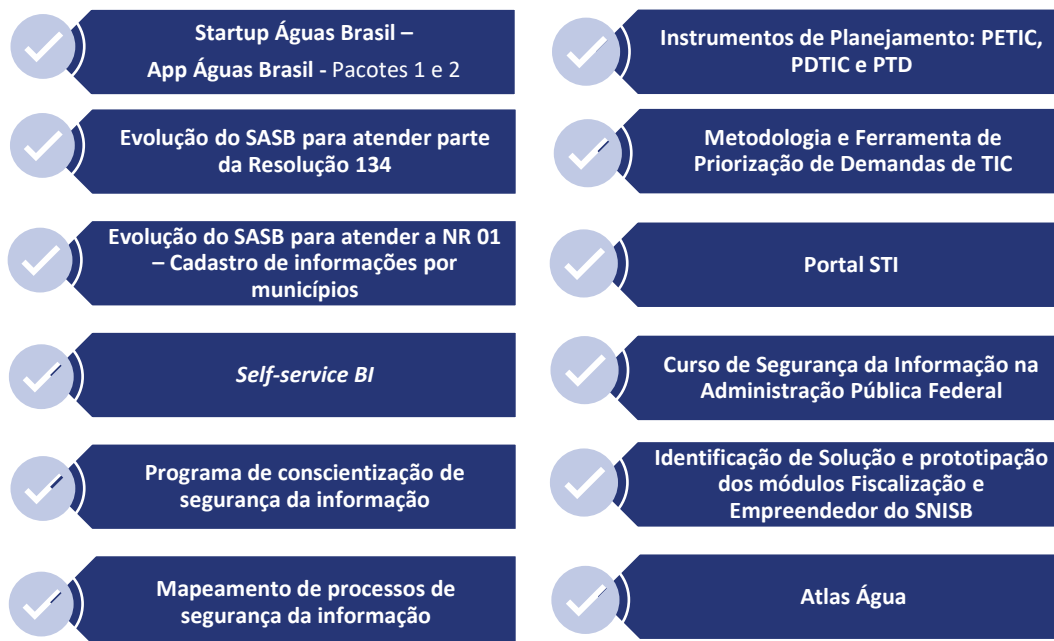 Startup Águas Brasil –
App Águas Brasil - Pacotes 1 e 2
Evolução do SASB para atender parte
da Resolução 134
Evolução do SASB para atender a NR 01
– Cadastro de informações por
municípios
Self-service BI
Programa de conscientização de
segurança da informação
Mapeamento de processos de
segurança da informação
Instrumentos de Planejamento: PETIC,
PDTIC e PTD
Metodologia e Ferramenta de
Priorização de Demandas de TIC
Portal STI
Curso de Segurança da Informação na
Administração Pública Federal
Identificação de Solução e prototipação
dos módulos Fiscalização e
Empreendedor do SNISB
Atlas Água